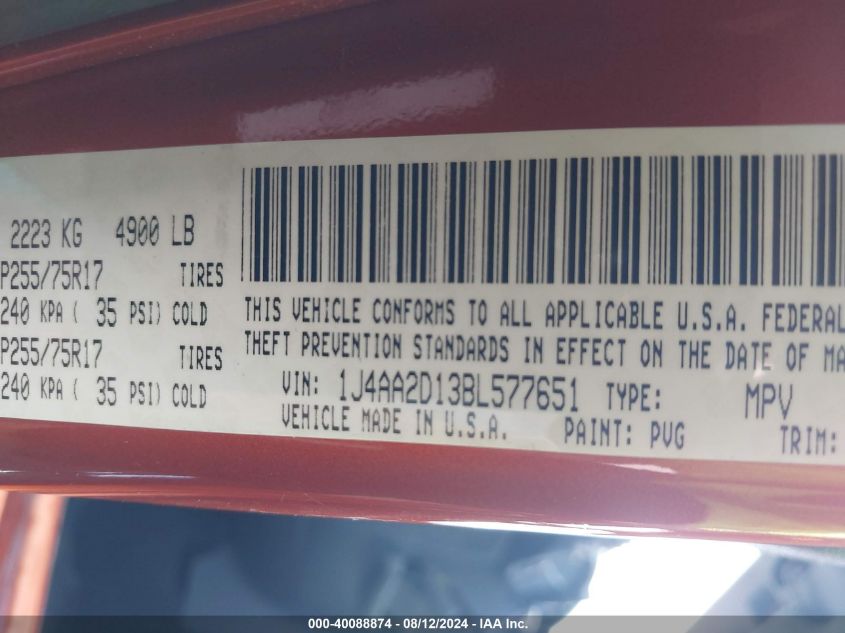 2223 KG 4900 LB
P255/75R17 TIRES
240 KPA ( 35 PSI) COLD
P255/75R17 TIRES
240 KPA ( 35 PSI) COLD
THIS VEHICLE CONFORMS TO ALL APPLICABLE U.S.A. FEDERAL
THEFT PREVENTION STANDARDS IN EFFECT ON THE DATE OF MA
VIN: 1J4AA2D13BL577651 TYPE: MPV
VEHICLE MADE IN U.S.A. PAINT: PVG TRIM:
000-40088874 - 08/12/2024 - IAA Inc.